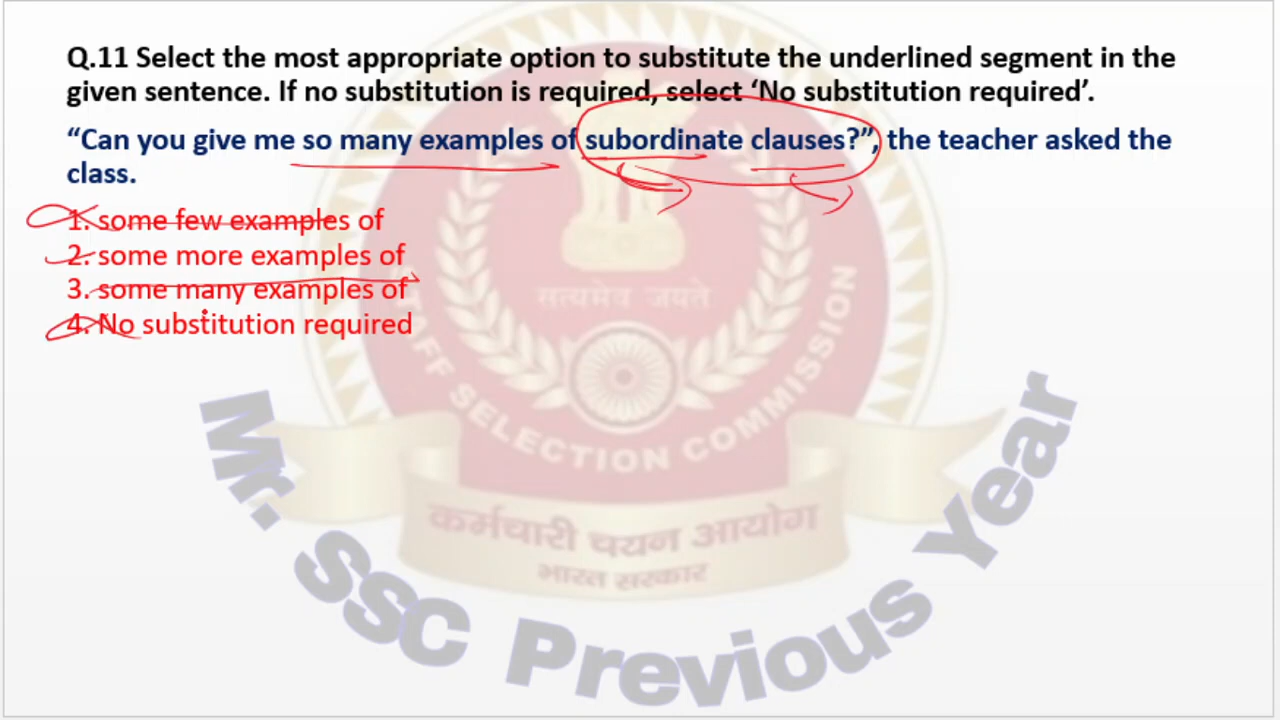 Q.11 Select the most appropriate option to substitute the underlined segment in the
given sentence. If no substitution is required, select ‘No substitution required’.
“Can you give me so many examples of subordinate clauses?”, the teacher asked the
class.
1. some few examples of
2. some more examples of
3. some many examples of
4. No substitution required
सत्यमेव जयते
STAFF SELECTION COMMISSION
कर्मचारी चयन आयोग
भारत सरकार
Mr. SSC Previous Year